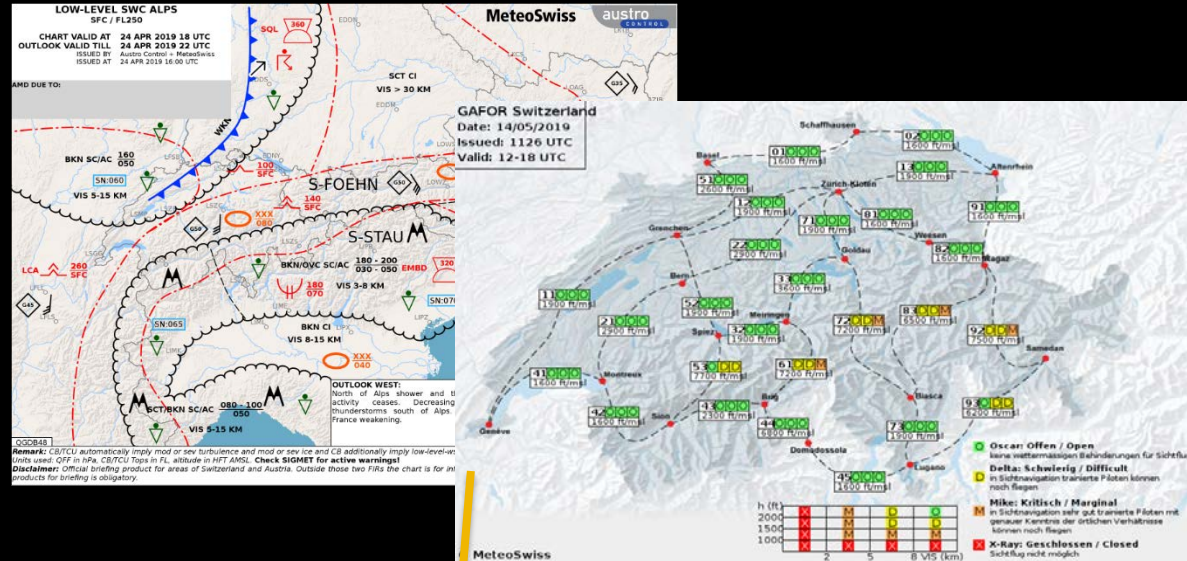 LOW-LEVEL SWC ALPS
SFC / FL250
CHART VALID AT 24 APR 2019 18 UTC
OUTLOOK VALID TILL 24 APR 2019 22 UTC
ISSUED BY Austro Control + MeteoSwiss
ISSUED AT 24 APR 2019 16:00 UTC
AMD DUE TO:
MeteoSwiss
austro
CONTROL
SQL
360
SCT CI
VIS > 30 KM
G35
WKN
BKN SC/AC 160
050
SN:060
VIS 5-15 KM
100
SFC
S-FOEHN
G50
140
SFC
XXX
080
G50
S-STAU
BKN/OVC SC/AC 180 - 200
030 - 050
EMBD
320
VIS 3-8 KM
180
070
LCA
260
SFC
G45
SN:065
SN:070
BKN CI
VIS 8-15 KM
XXX
040
SCT/BKN SC/AC 080 - 100
050
VIS 5-15 KM
OUTLOOK WEST:
North of Alps shower and
activity ceases. Decreasing
thunderstorms south of Alps.
France weakening.
QGDB48
Remark: CB/TCU automatically imply mod or sev turbulence and mod or sev ice and CB additionally imply low-level-ws
Units used: QFF in hPa, CB/TCU Tops in FL, altitude in HFT AMSL. Check SIGMET for active warnings!
Disclaimer: Official briefing product for areas of Switzerland and Austria. Outside those two FIRs the chart is for
products for briefing is obligatory.
GAFOR Switzerland
Date: 14/05/2019
Issued: 1126 UTC
Valid: 12-18 UTC
Schaffhausen
02 O O O
1600 ft/msl
01 O O O
1600 ft/msl
Basel
13 O O O
1900 ft/msl
Altenrhein
51 O O O
2600 ft/msl
Zürich-Kloten
12 O O O
1900 ft/msl
71 O O O
1900 ft/msl
81 O O O
1600 ft/msl
91 O O O
1600 ft/msl
Grenchen
22 O O O
2900 ft/msl
Goldau
Weesen
82 O O O
1600 ft/msl
Ragaz
Bern
33 O O O
3600 ft/msl
11 O O O
1900 ft/msl
52 O O O
1900 ft/msl
Meiringen
21 O O O
2900 ft/msl
Spiez
32 O O O
1900 ft/msl
72 D D M
7200 ft/msl
83 D D M
6500 ft/msl
92 D D M
7500 ft/msl
Samedan
41 O O O
1600 ft/msl
Montreux
53 O D D
7700 ft/msl
61 D D M
7200 ft/msl
42 O O O
1600 ft/msl
Sion
43 O O O
2300 ft/msl
Brig
Biasca
93 O D D
6200 ft/msl
Genève
44 O O O
6800 ft/msl
Domodossola
73 O O O
1900 ft/msl
Lugano
45 O O O
1600 ft/msl
O Oscar: Offen / Open
keine wettermässigen Behinderungen für Sichtflu
D Delta: Schwierig / Difficult
in Sichtnavigation trainierte Piloten können
noch fliegen
M Mike: Kritisch / Marginal
in Sichtnavigation sehr gut trainierte Piloten mit
genauer Kenntnis der örtlichen Verhältnisse
können noch fliegen
X X-Ray: Geschlossen / Closed
Sichtflug nicht möglich
h (ft)
X M D O
2000
X M D D
1500
X M M M
1000
X X X X
2 5 8 VIS (km)
MeteoSwiss